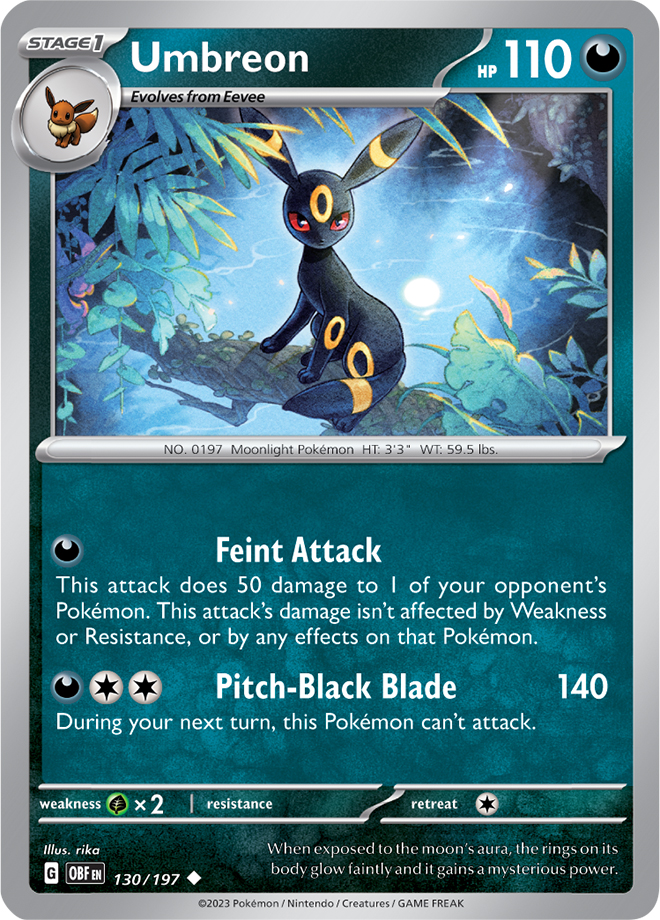 STAGE 1
Umbreon
HP 110
Evolves from Eevee
NO. 0197 Moonlight Pokémon HT: 3'3" WT: 59.5 lbs.
Feint Attack
This attack does 50 damage to 1 of your opponent's
Pokémon. This attack's damage isn't affected by Weakness
or Resistance, or by any effects on that Pokémon.
Pitch-Black Blade 140
During your next turn, this Pokémon can't attack.
weakness ×2 resistance retreat
Illus. rika
When exposed to the moon's aura, the rings on its
body glow faintly and it gains a mysterious power.
G OBF EN 130/197
©2023 Pokémon / Nintendo / Creatures / GAME FREAK